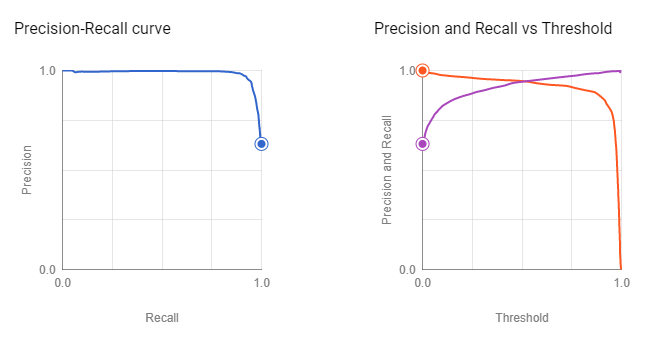 Precision-Recall curve
1.0
Precision
0.0
0.0
1.0
Recall
Precision and Recall vs Threshold
1.0
Precision and Recall
0.0
0.0
1.0
Threshold